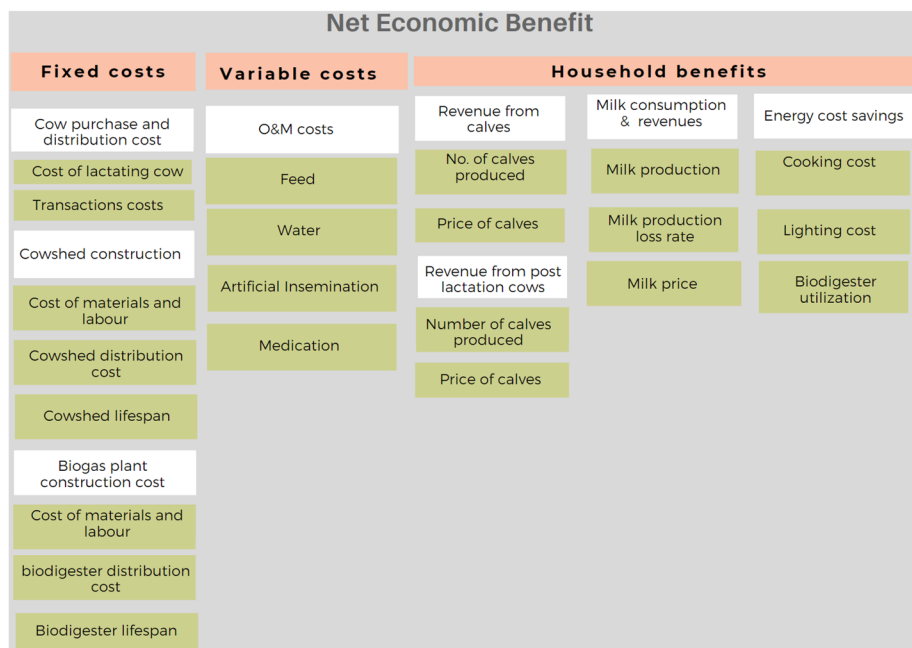 Net Economic Benefit
Fixed costs
Cow purchase and
distribution cost
Cost of lactating cow
Transactions costs
Cowshed construction
Cost of materials and
labour
Cowshed distribution
cost
Cowshed lifespan
Biogas plant
construction cost
Cost of materials and
labour
biodigester distribution
cost
Biodigester lifespan
Variable costs
O&M costs
Feed
Water
Artificial Insemination
Medication
Household benefits
Revenue from
calves
No. of calves
produced
Price of calves
Revenue from post
lactation cows
Number of calves
produced
Price of calves
Milk consumption
& revenues
Milk production
Milk production
loss rate
Milk price
Energy cost savings
Cooking cost
Lighting cost
Biodigester
utilization